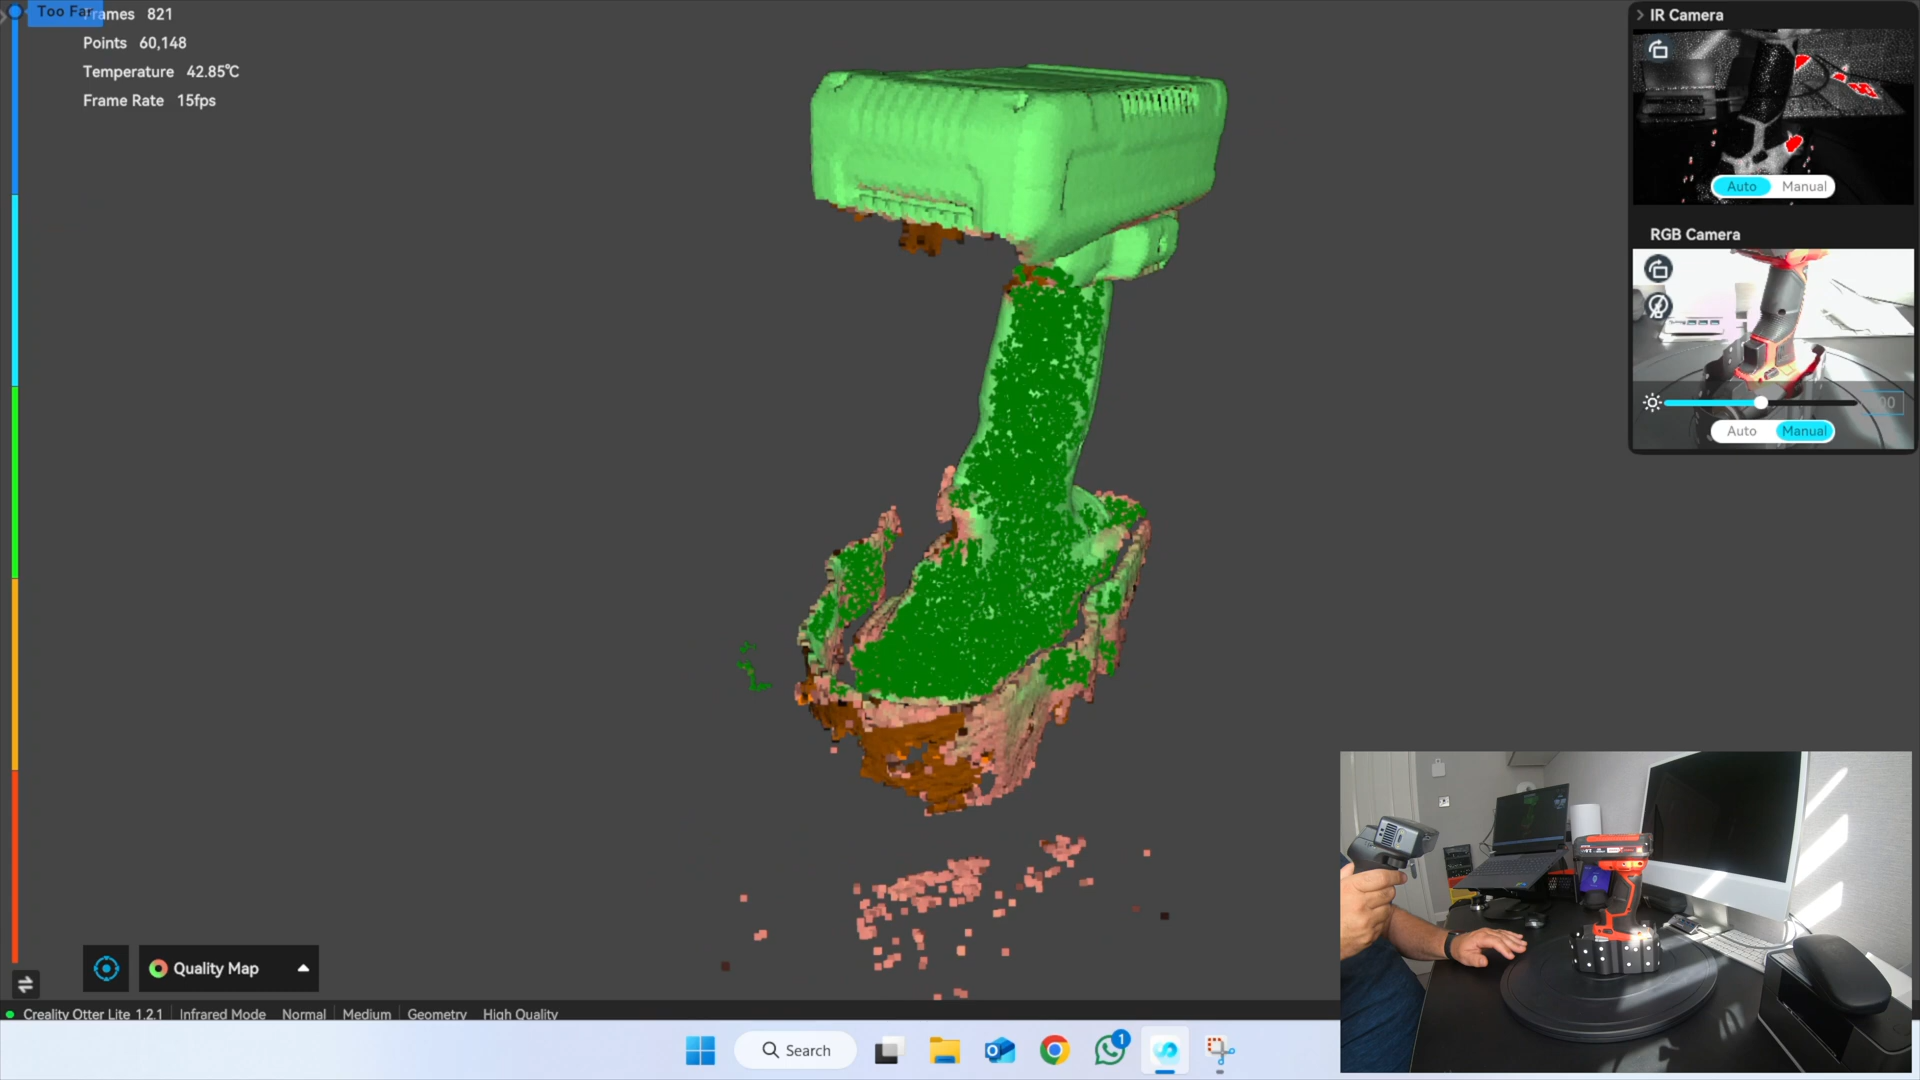 Too Far
Frames 821
Points 60,148
Temperature 42.85℃
Frame Rate 15fps
IR Camera
Auto Manual
RGB Camera
Auto Manual
Quality Map
Creality Otter Lite 1.2.1 Infrared Mode Normal Medium Geometry High Quality
Search
1